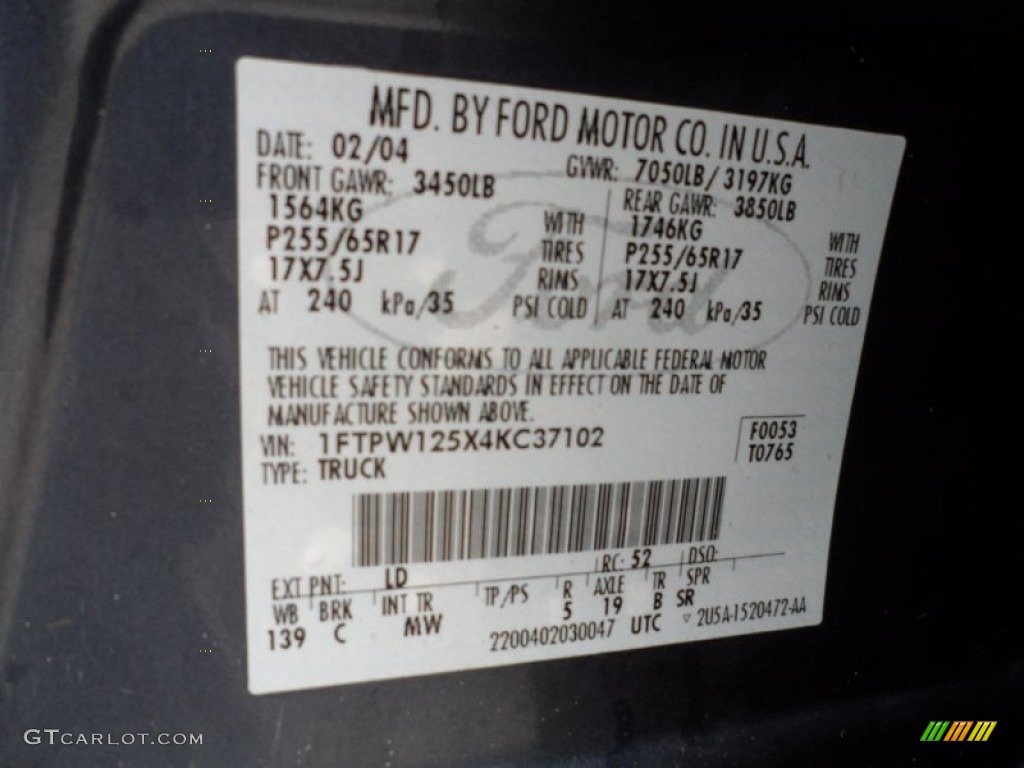 MFD. BY FORD MOTOR CO. IN U.S.A.
DATE: 02/04 GVWR: 7050LB/3197KG
FRONT GAWR: 3450LB REAR GAWR: 3850LB
1564KG WITH 1746KG WITH
P255/65R17 TIRES P255/65R17 TIRES
17X7.5J RIMS 17X7.5J RIMS
AT 240 kPa/35 PSI COLD AT 240 kPa/35 PSI COLD
Ford
THIS VEHICLE CONFORMS TO ALL APPLICABLE FEDERAL MOTOR
VEHICLE SAFETY STANDARDS IN EFFECT ON THE DATE OF
MANUFACTURE SHOWN ABOVE.
VIN: 1FTPW125X4KC37102 F0053
TYPE: TRUCK T0765
EXT PNT: LD RC: 52 DSO:
WB BRK INT TR TP/PS R AXLE TR SPR
139 C MW 5 19 B SR
2200402030047 UTC ▽ 2U5A-1520472-AA
GTCARLOT.COM